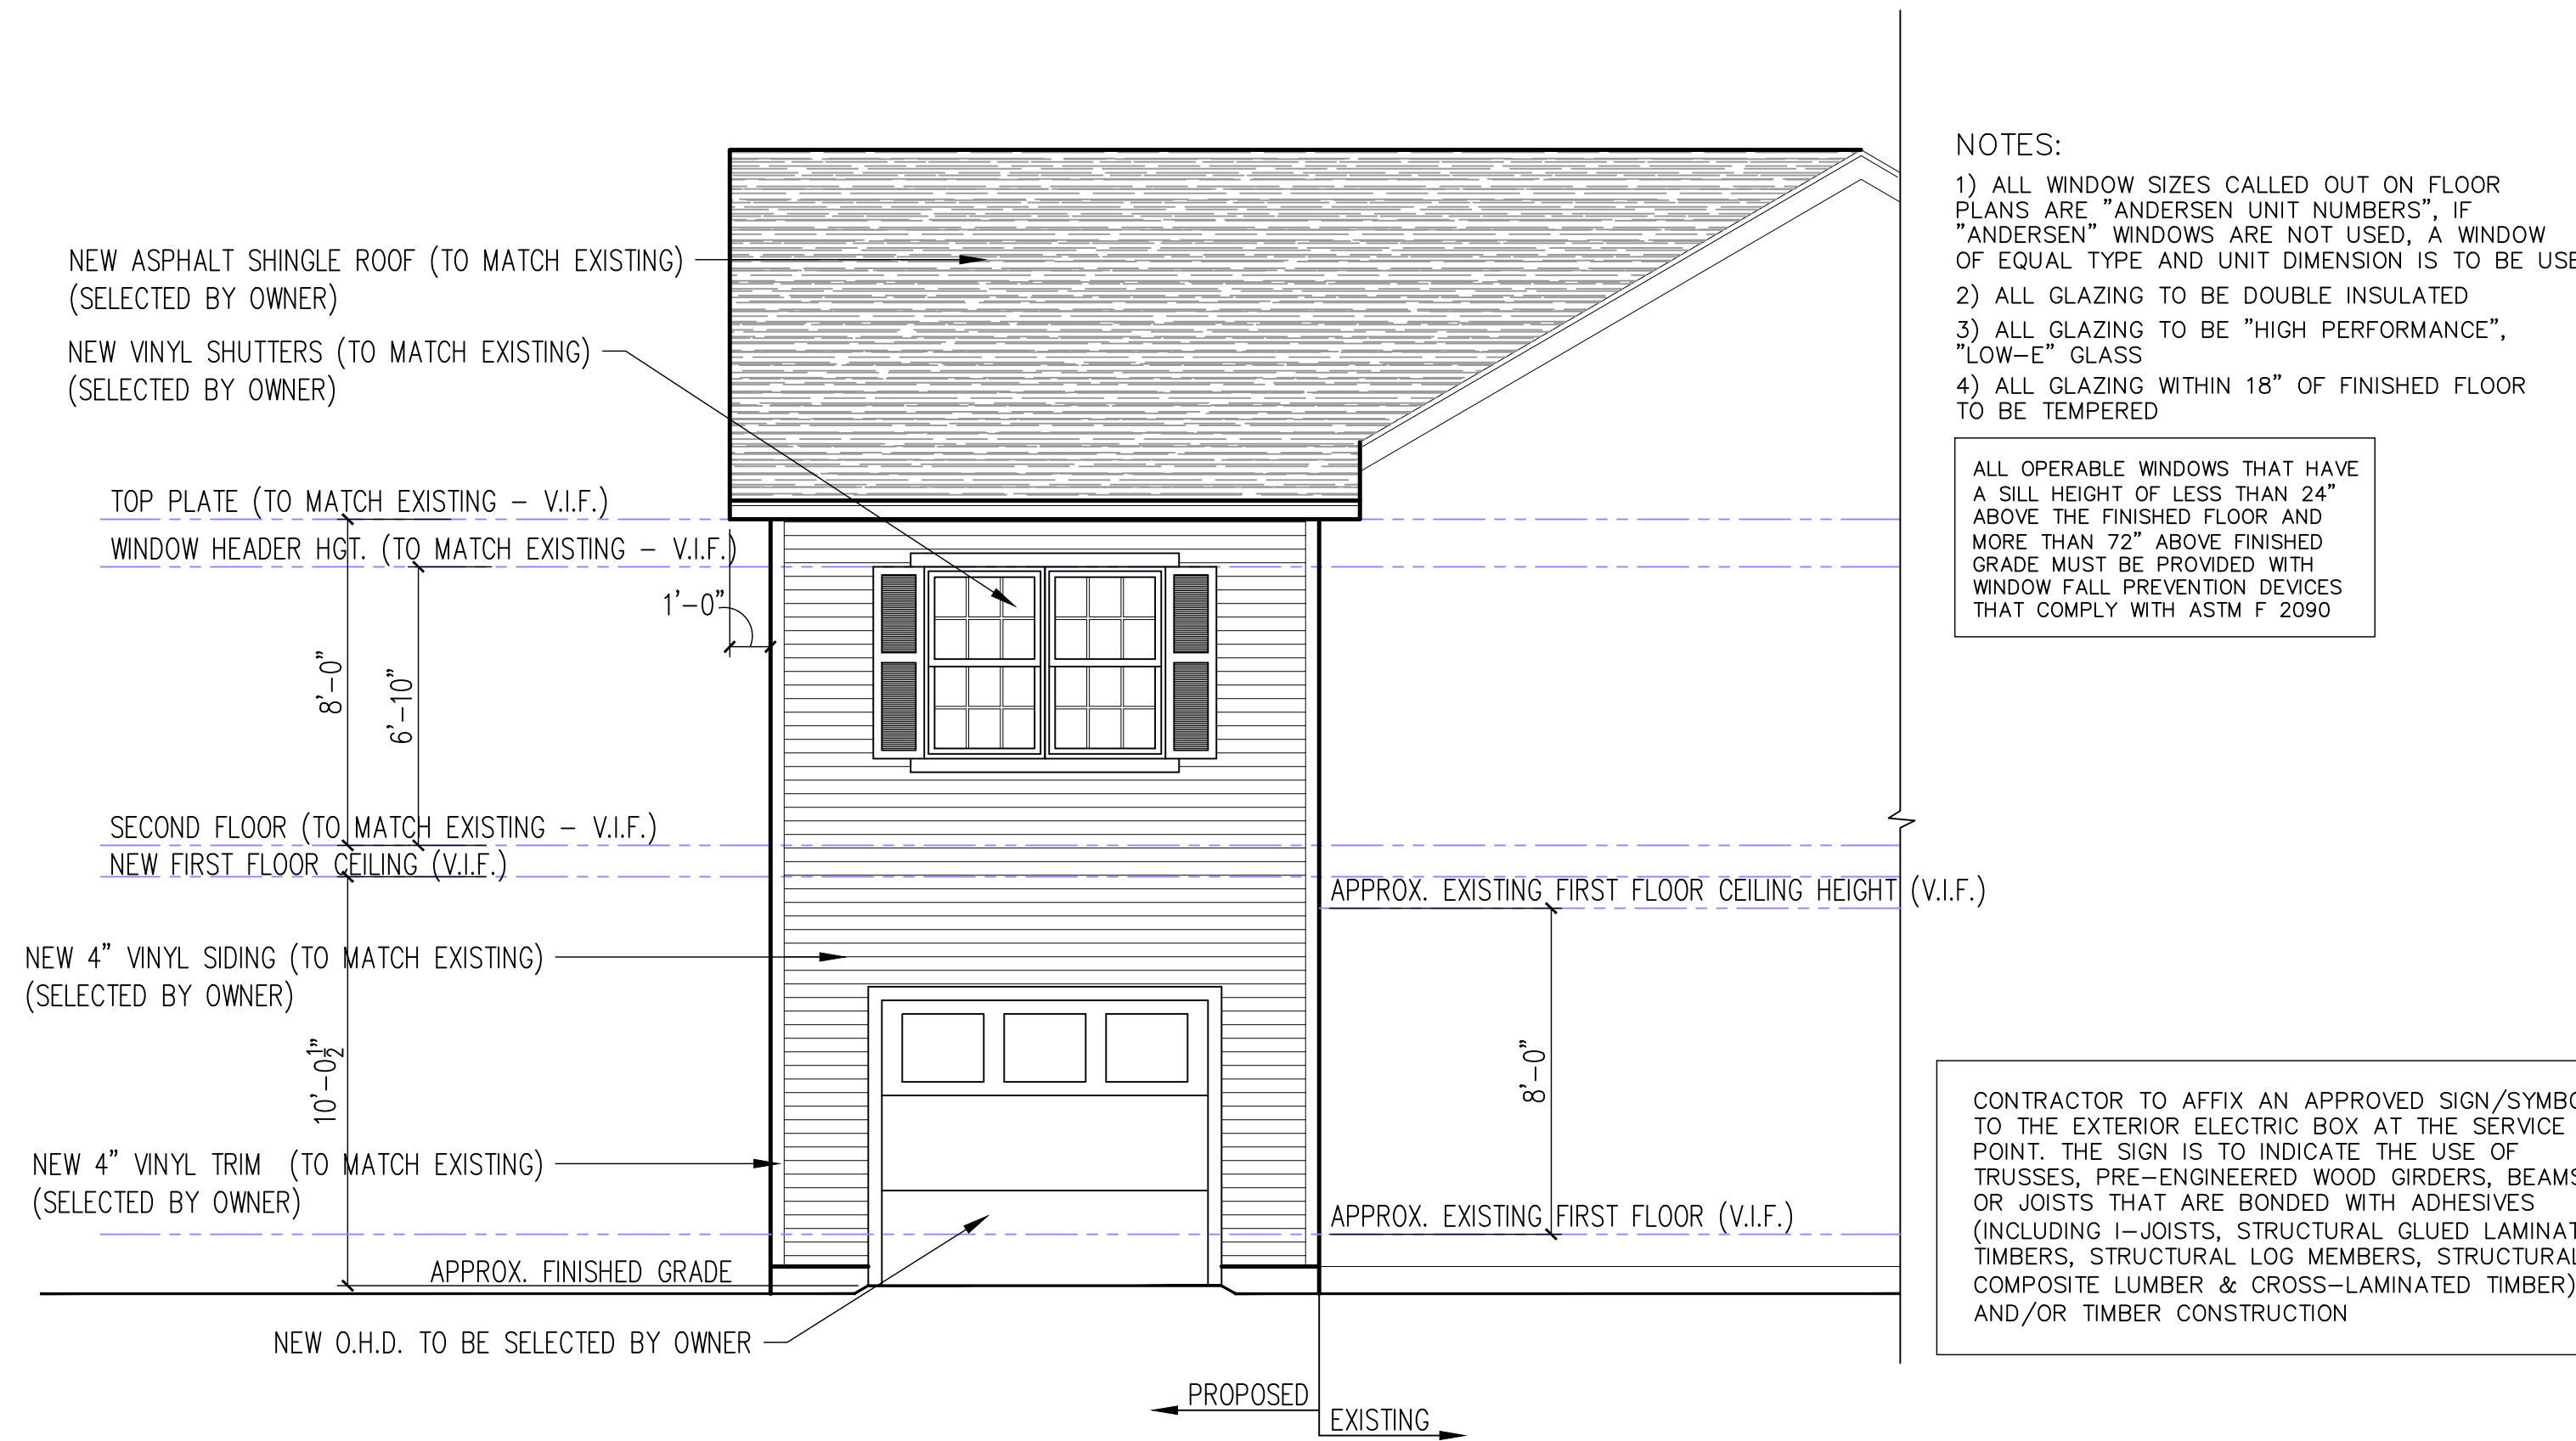 NEW ASPHALT SHINGLE ROOF (TO MATCH EXISTING)
(SELECTED BY OWNER)
NEW VINYL SHUTTERS (TO MATCH EXISTING)
(SELECTED BY OWNER)
TOP PLATE (TO MATCH EXISTING – V.I.F.)
WINDOW HEADER HGT. (TO MATCH EXISTING – V.I.F.)
1'-0"
8'-0"
6'-10"
SECOND FLOOR (TO MATCH EXISTING – V.I.F.)
NEW FIRST FLOOR CEILING (V.I.F.)
NEW 4" VINYL SIDING (TO MATCH EXISTING)
(SELECTED BY OWNER)
10'-0 1/2"
NEW 4" VINYL TRIM (TO MATCH EXISTING)
(SELECTED BY OWNER)
APPROX. FINISHED GRADE
NEW O.H.D. TO BE SELECTED BY OWNER
APPROX. EXISTING FIRST FLOOR CEILING HEIGHT (V.I.F.)
8'-0"
APPROX. EXISTING FIRST FLOOR (V.I.F.)
PROPOSED
EXISTING
NOTES:
1) ALL WINDOW SIZES CALLED OUT ON FLOOR
PLANS ARE "ANDERSEN UNIT NUMBERS", IF
"ANDERSEN" WINDOWS ARE NOT USED, A WINDOW
OF EQUAL TYPE AND UNIT DIMENSION IS TO BE USE
2) ALL GLAZING TO BE DOUBLE INSULATED
3) ALL GLAZING TO BE "HIGH PERFORMANCE",
"LOW-E" GLASS
4) ALL GLAZING WITHIN 18" OF FINISHED FLOOR
TO BE TEMPERED
ALL OPERABLE WINDOWS THAT HAVE
A SILL HEIGHT OF LESS THAN 24"
ABOVE THE FINISHED FLOOR AND
MORE THAN 72" ABOVE FINISHED
GRADE MUST BE PROVIDED WITH
WINDOW FALL PREVENTION DEVICES
THAT COMPLY WITH ASTM F 2090
CONTRACTOR TO AFFIX AN APPROVED SIGN/SYMBO
TO THE EXTERIOR ELECTRIC BOX AT THE SERVICE
POINT. THE SIGN IS TO INDICATE THE USE OF
TRUSSES, PRE-ENGINEERED WOOD GIRDERS, BEAMS
OR JOISTS THAT ARE BONDED WITH ADHESIVES
(INCLUDING I-JOISTS, STRUCTURAL GLUED LAMINAT
TIMBERS, STRUCTURAL LOG MEMBERS, STRUCTURAL
COMPOSITE LUMBER & CROSS-LAMINATED TIMBER)
AND/OR TIMBER CONSTRUCTION